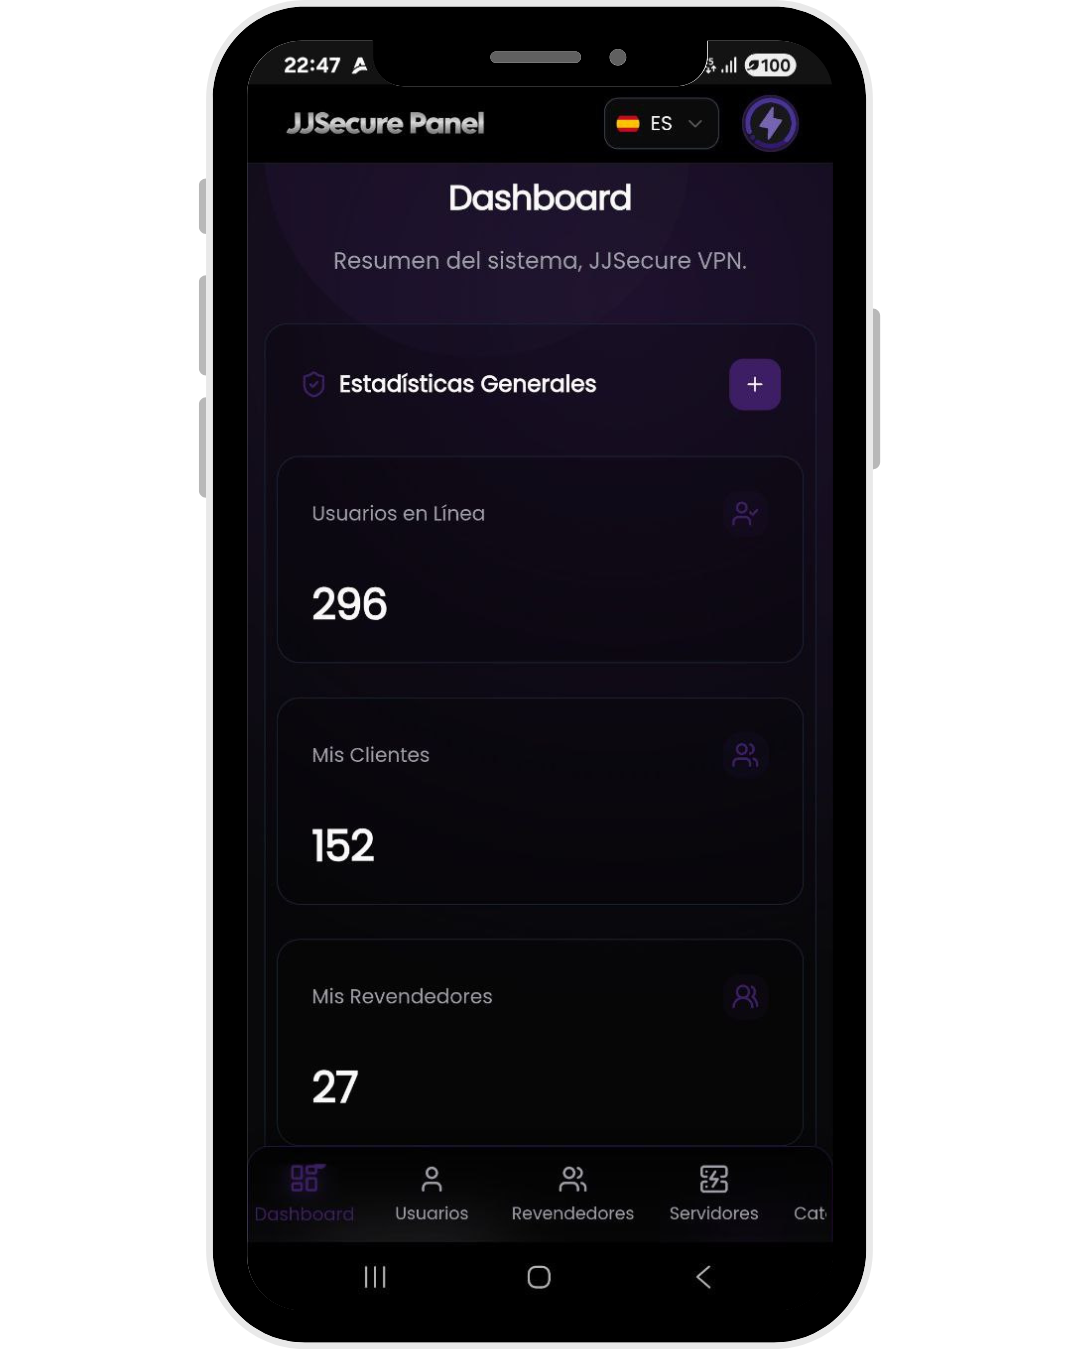 22:47
100
JJSecure Panel
ES
Dashboard
Resumen del sistema, JJSecure VPN.
Estadísticas Generales
Usuarios en Línea
296
Mis Clientes
152
Mis Revendedores
27
Dashboard Usuarios Revendedores Servidores Cat